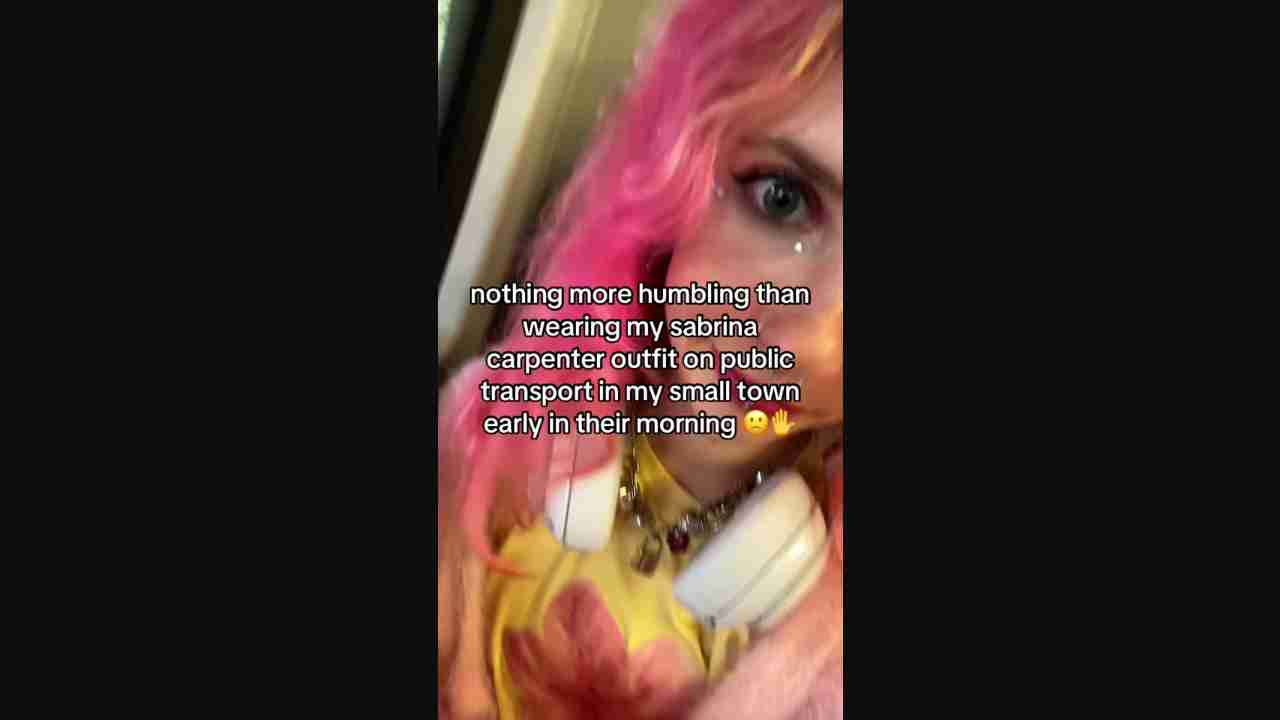 nothing more humbling than
wearing my sabrina
carpenter outfit on public
transport in my small town
early in their morning 🙁✋